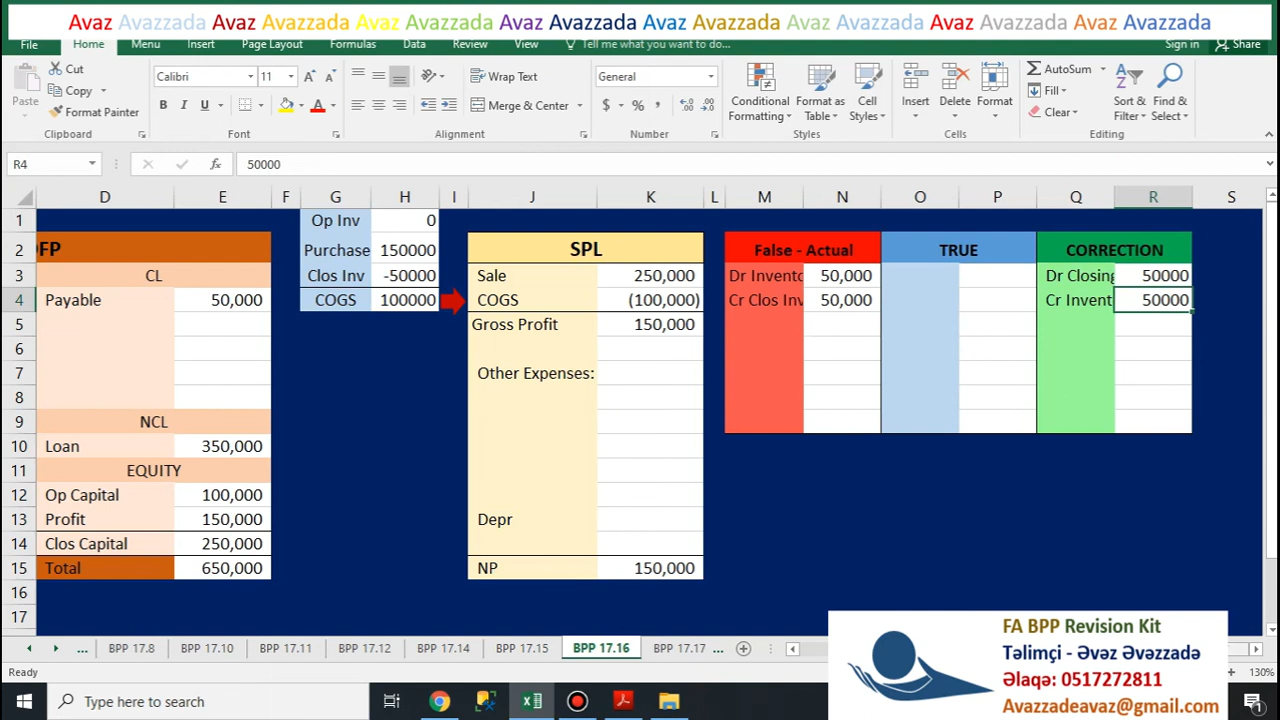 Avaz Avazzada Avaz Avazzada Avaz Avazzada Avaz Avazzada Avaz Avazzada Avaz Avazzada Avaz Avazzada Avaz Avazzada
File Home Menu Insert Page Layout Formulas Data Review View Tell me what you want to do... Sign in Share
Paste Cut Copy Format Painter
Calibri 11 Wrap Text Merge & Center General
Conditional Formatting Format as Table Cell Styles Insert Delete Format
AutoSum Fill Clear Sort & Filter Find & Select
Clipboard Font Alignment Number Styles Cells Editing
R4 fx 50000
D E F G H I J K L M N O P Q R S
1 Op Inv 0
2 OFP Purchase 150000 SPL False - Actual TRUE CORRECTION
3 CL Clos Inv -50000 Sale 250,000 Dr Invento 50,000 Dr Closing 50000
4 Payable 50,000 COGS 100000 COGS (100,000) Cr Clos Inv 50,000 Cr Invent 50000
5 Gross Profit 150,000
6
7 Other Expenses:
8
9 NCL
10 Loan 350,000
11 EQUITY
12 Op Capital 100,000
13 Profit 150,000 Depr
14 Clos Capital 250,000
15 Total 650,000 NP 150,000
16
17
... BPP 17.8 BPP 17.10 BPP 17.11 BPP 17.12 BPP 17.14 BPP 17.15 BPP 17.16 BPP 17.17 ...
Ready 130%
FA BPP Revision Kit
Təlimçi - Əvəz Əvəzzadə
Əlaqə: 0517272811
Avazzadeavaz@gmail.com
Type here to search